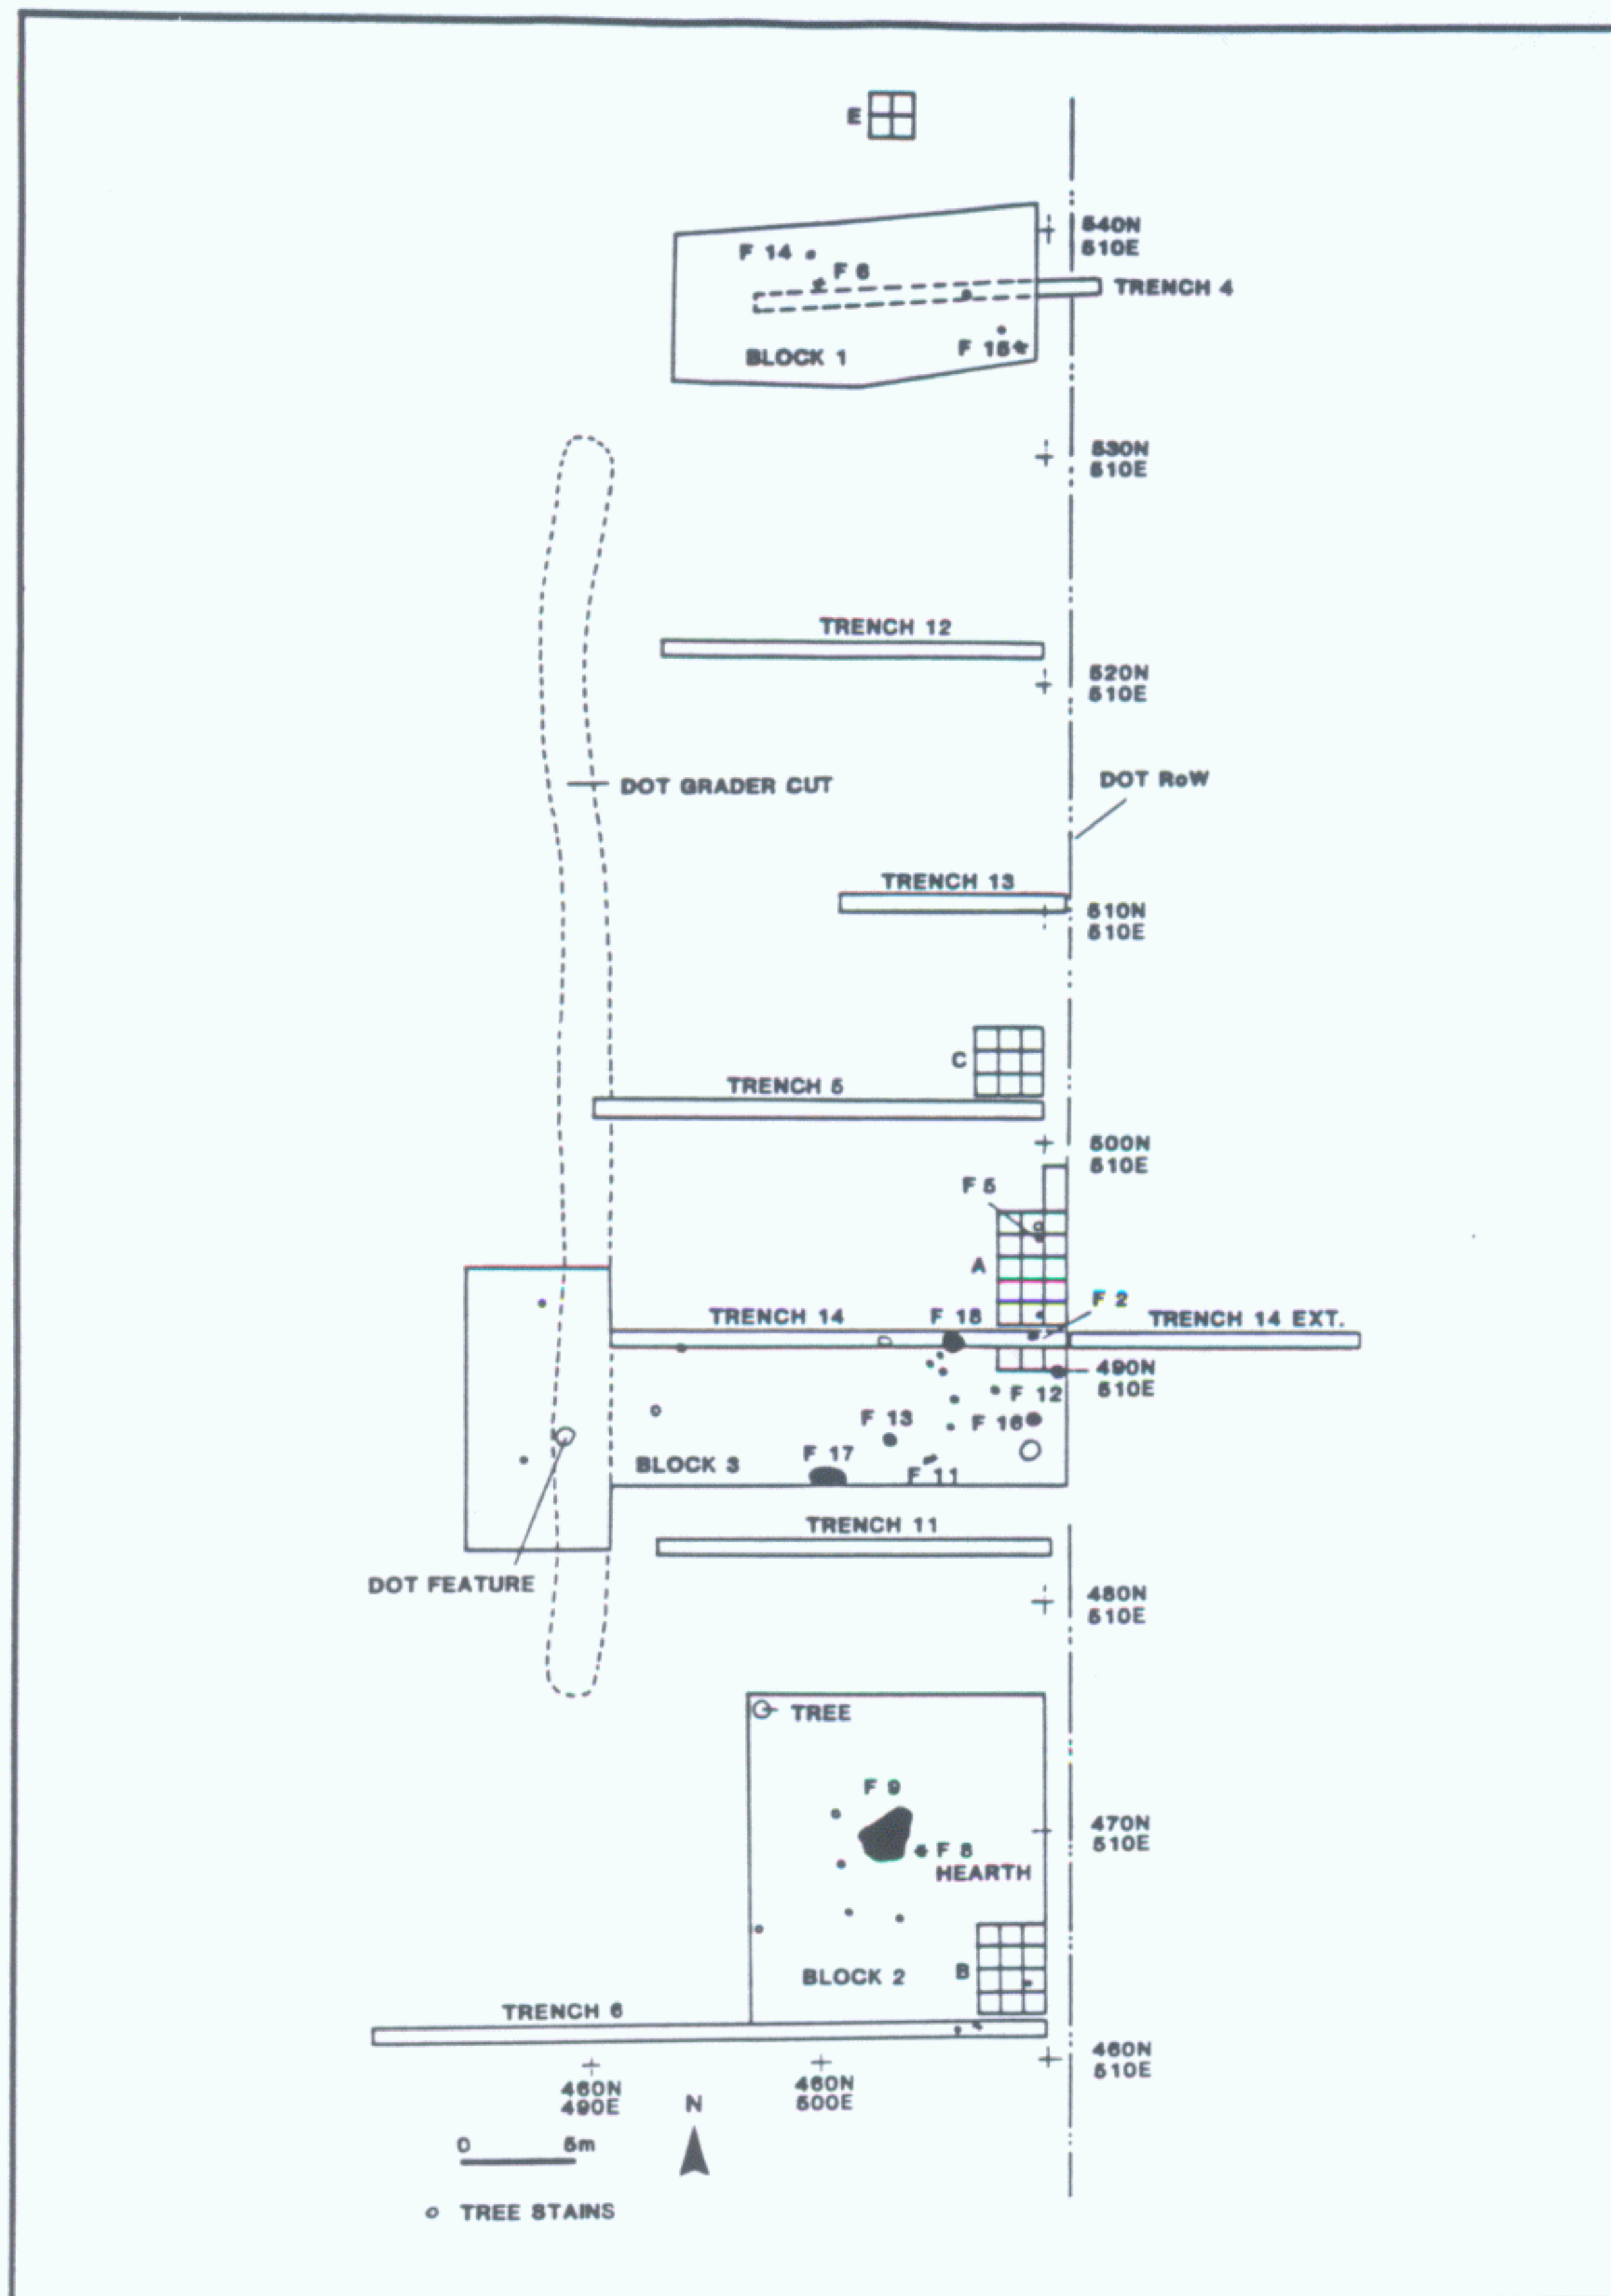 E
540N
510E
F 14
F 6
TRENCH 4
F 15
BLOCK 1
530N
510E
TRENCH 12
520N
510E
DOT GRADER CUT
DOT RoW
TRENCH 13
510N
510E
C
TRENCH 5
500N
510E
F 5
A
F 2
TRENCH 14
F 18
TRENCH 14 EXT.
490N
510E
F 12
F 13
F 16
F 17
BLOCK 3
F 11
TRENCH 11
DOT FEATURE
480N
510E
TREE
F 9
470N
510E
F 8
HEARTH
BLOCK 2
B
TRENCH 6
460N
510E
460N
490E
460N
500E
N
0 5m
TREE STAINS